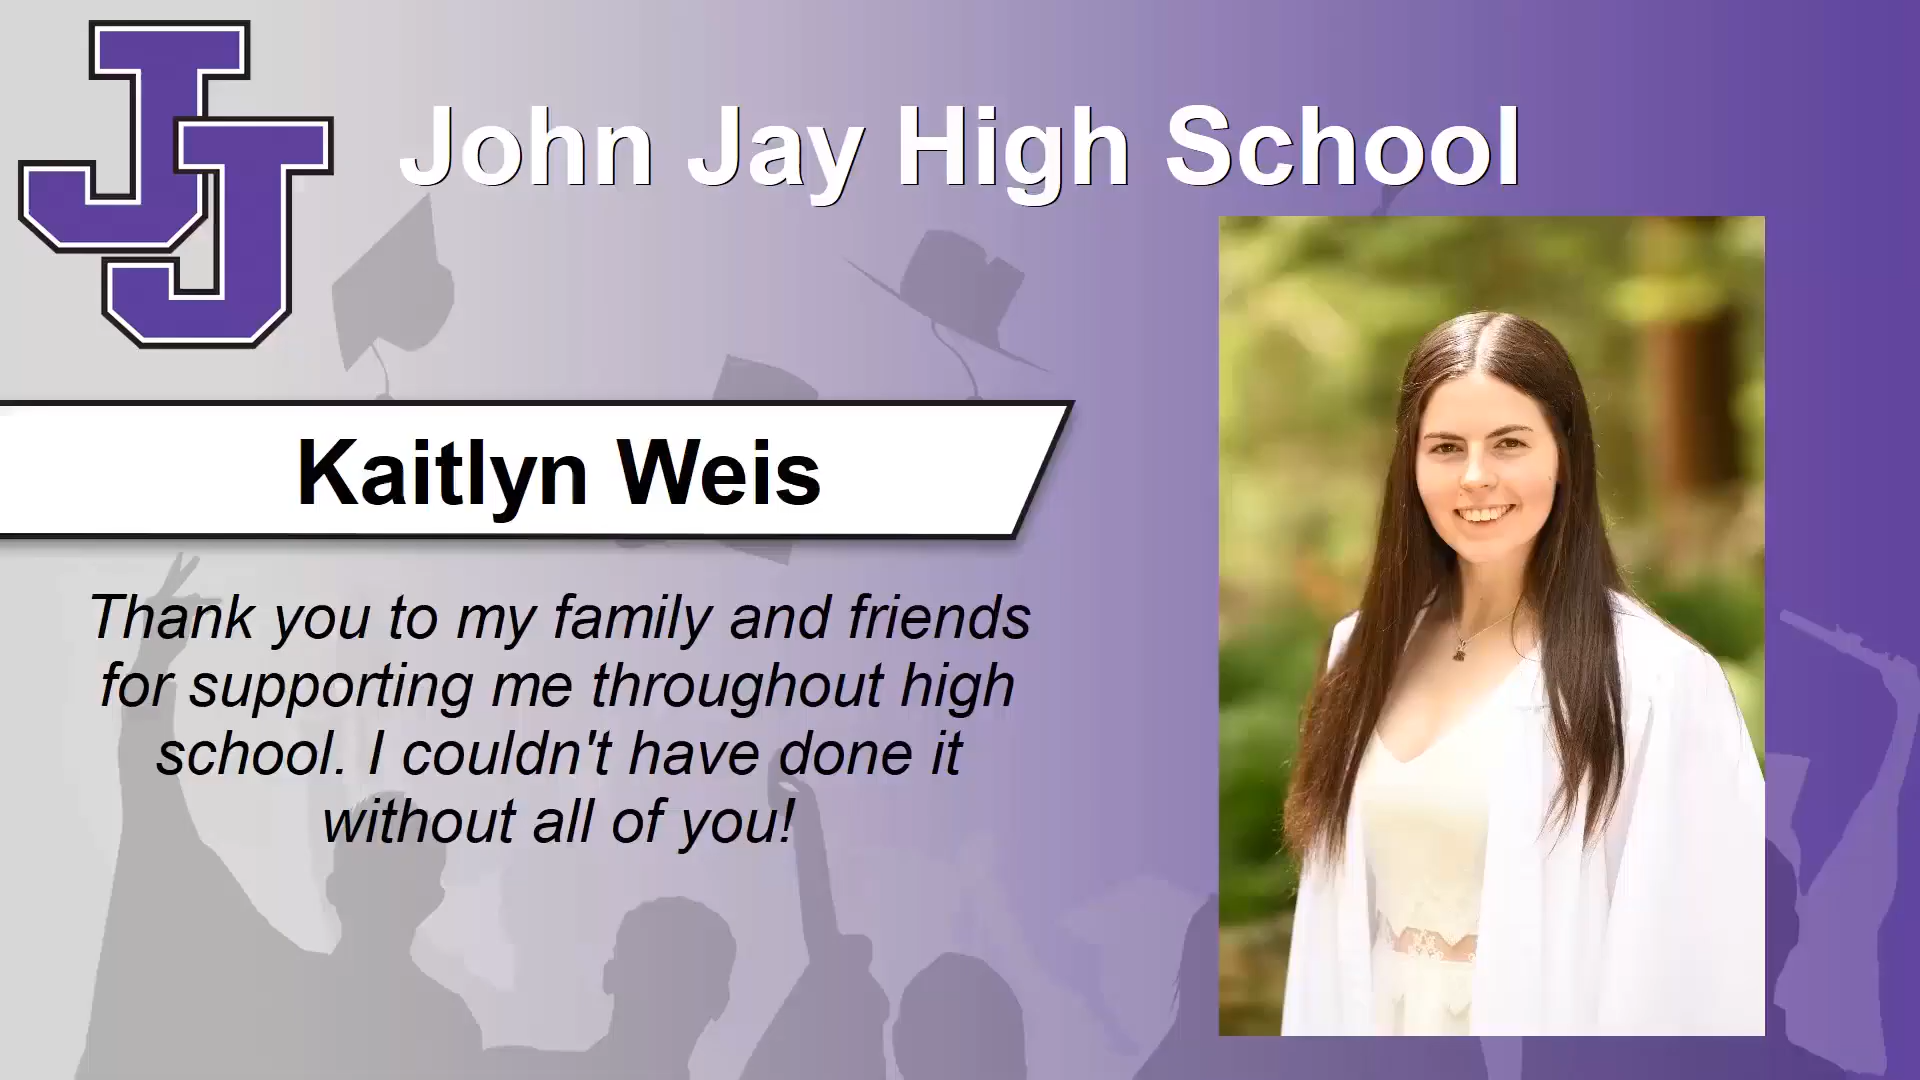 JJ
John Jay High School
Kaitlyn Weis
Thank you to my family and friends
for supporting me throughout high
school. I couldn't have done it
without all of you!